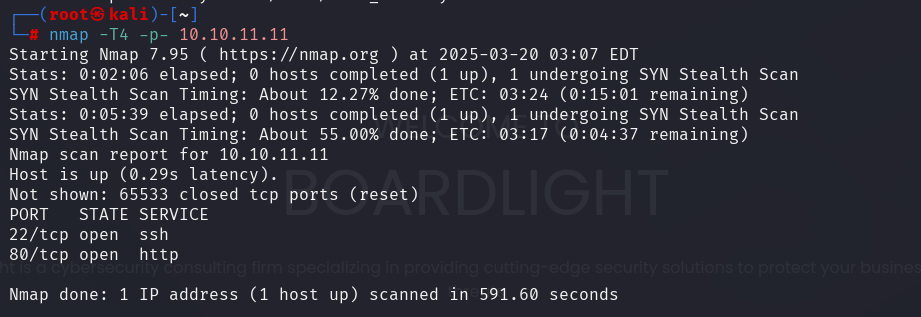 ┌──(root㉿kali)-[~]
└─# nmap -T4 -p- 10.10.11.11
Starting Nmap 7.95 ( https://nmap.org ) at 2025-03-20 03:07 EDT
Stats: 0:02:06 elapsed; 0 hosts completed (1 up), 1 undergoing SYN Stealth Scan
SYN Stealth Scan Timing: About 12.27% done; ETC: 03:24 (0:15:01 remaining)
Stats: 0:05:39 elapsed; 0 hosts completed (1 up), 1 undergoing SYN Stealth Scan
SYN Stealth Scan Timing: About 55.00% done; ETC: 03:17 (0:04:37 remaining)
Nmap scan report for 10.10.11.11
Host is up (0.29s latency).
BOARDLIGHT
Not shown: 65533 closed tcp ports (reset)
PORT   STATE SERVICE
22/tcp open  ssh
80/tcp open  http
ht is a cybersecurity consulting firm specializing in providing cutting-edge security solutions to protect your busines
Nmap done: 1 IP address (1 host up) scanned in 591.60 seconds